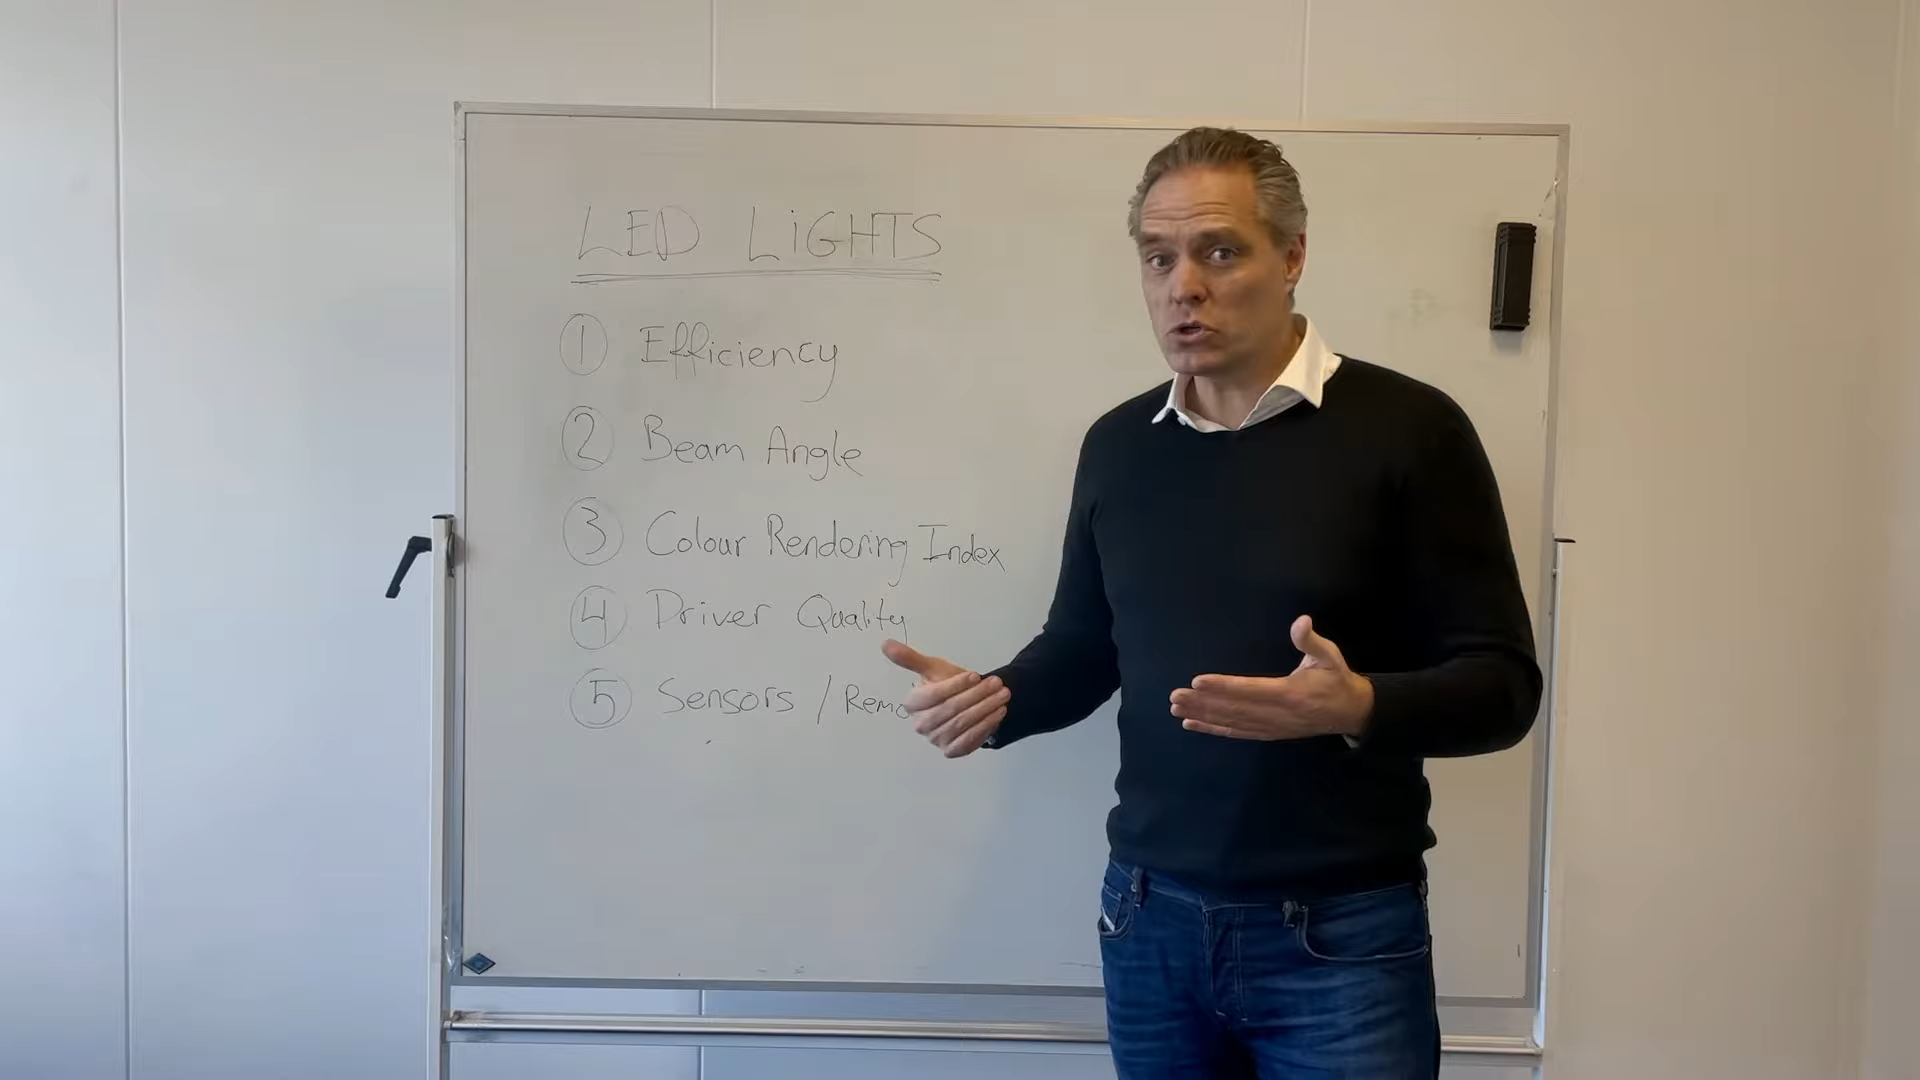 LED LiGHTS
1 Efficiency
2 Beam Angle
3 Colour Rendering Index
4 Driver Quality
5 Sensors /